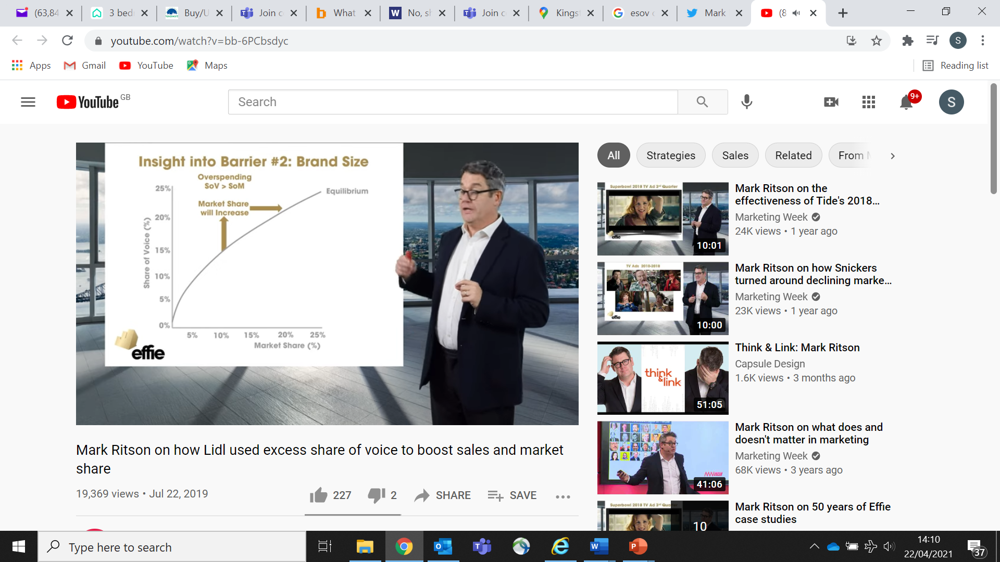 (63,84
3 bedr
Buy/U
Join c
What
No, sh
Join c
Kings
esov
Mark
(8
youtube.com/watch?v=bb-6PCbsdyc
S
Apps
Gmail
YouTube
Maps
Reading list
YouTube GB
Search
9+
S
Insight into Barrier #2: Brand Size
Overspending
SoV > SoM
Market Share
will Increase
Equilibrium
Share of Voice (%)
25%
20%
15%
10%
5%
0%
5% 10% 15% 20% 25%
Market Share (%)
effie
Mark Ritson on how Lidl used excess share of voice to boost sales and market
share
19,369 views • Jul 22, 2019
227
2
SHARE
SAVE
All
Strategies
Sales
Related
From
Superbowl 2018 TV Ad 3rd Quarter
effie
10:01
Mark Ritson on the
effectiveness of Tide's 2018...
Marketing Week
24K views • 1 year ago
TV Ads 2010-2018
effie
10:00
Mark Ritson on how Snickers
turned around declining marke...
Marketing Week
23K views • 1 year ago
think
&link
51:05
Think & Link: Mark Ritson
Capsule Design
1.6K views • 3 months ago
41:06
Mark Ritson on what does and
doesn't matter in marketing
Marketing Week
68K views • 3 years ago
Superbowl 2018 TV Ad 3rd Quarter
10
Mark Ritson on 50 years of Effie
case studies
Type here to search
14:10
22/04/2021
37